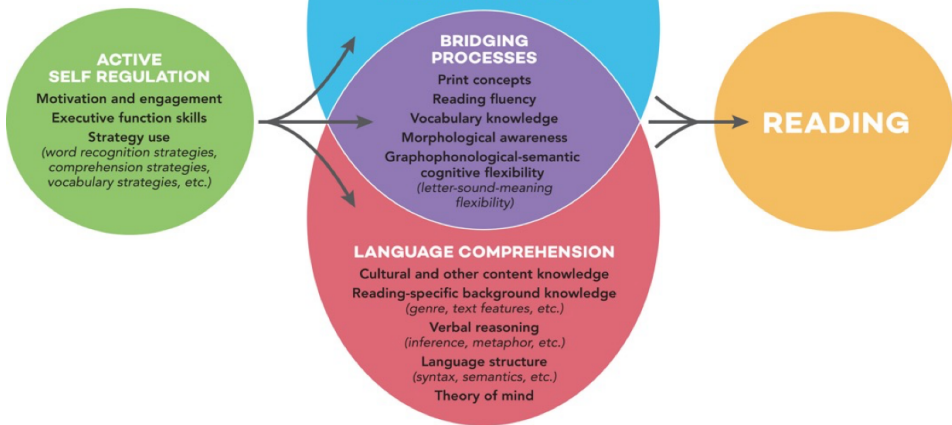 ACTIVE
SELF REGULATION
Motivation and engagement
Executive function skills
Strategy use
(word recognition strategies,
comprehension strategies,
vocabulary strategies, etc.)
BRIDGING
PROCESSES
Print concepts
Reading fluency
Vocabulary knowledge
Morphological awareness
Graphophonological-semantic
cognitive flexibility
(letter-sound-meaning
flexibility)
LANGUAGE COMPREHENSION
Cultural and other content knowledge
Reading-specific background knowledge
(genre, text features, etc.)
Verbal reasoning
(inference, metaphor, etc.)
Language structure
(syntax, semantics, etc.)
Theory of mind
READING